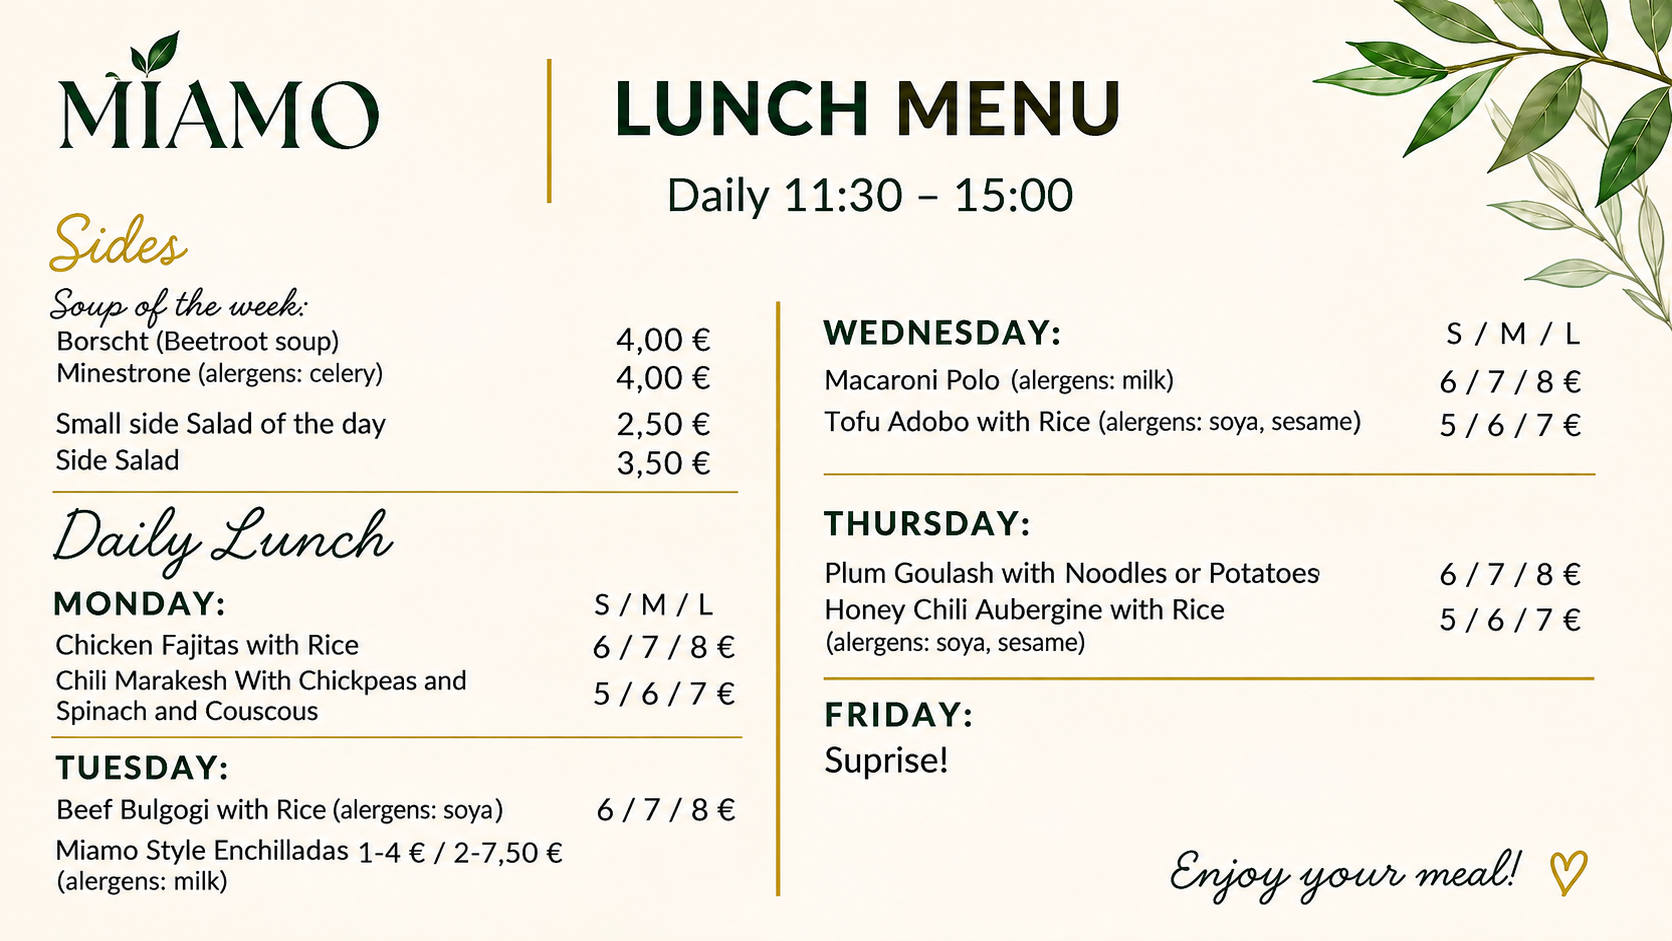 MIAMO
LUNCH MENU
Daily 11:30 – 15:00
Sides
Soup of the week:
Borscht (Beetroot soup) 4,00 €
Minestrone (alergens: celery) 4,00 €
Small side Salad of the day 2,50 €
Side Salad 3,50 €
Daily Lunch
MONDAY: S / M / L
Chicken Fajitas with Rice 6 / 7 / 8 €
Chili Marakesh With Chickpeas and
Spinach and Couscous 5 / 6 / 7 €
TUESDAY:
Beef Bulgogi with Rice (alergens: soya) 6 / 7 / 8 €
Miamo Style Enchilladas 1-4 € / 2-7,50 €
(alergens: milk)
WEDNESDAY: S / M / L
Macaroni Polo (alergens: milk) 6 / 7 / 8 €
Tofu Adobo with Rice (alergens: soya, sesame) 5 / 6 / 7 €
THURSDAY:
Plum Goulash with Noodles or Potatoes 6 / 7 / 8 €
Honey Chili Aubergine with Rice 5 / 6 / 7 €
(alergens: soya, sesame)
FRIDAY:
Suprise!
Enjoy your meal!